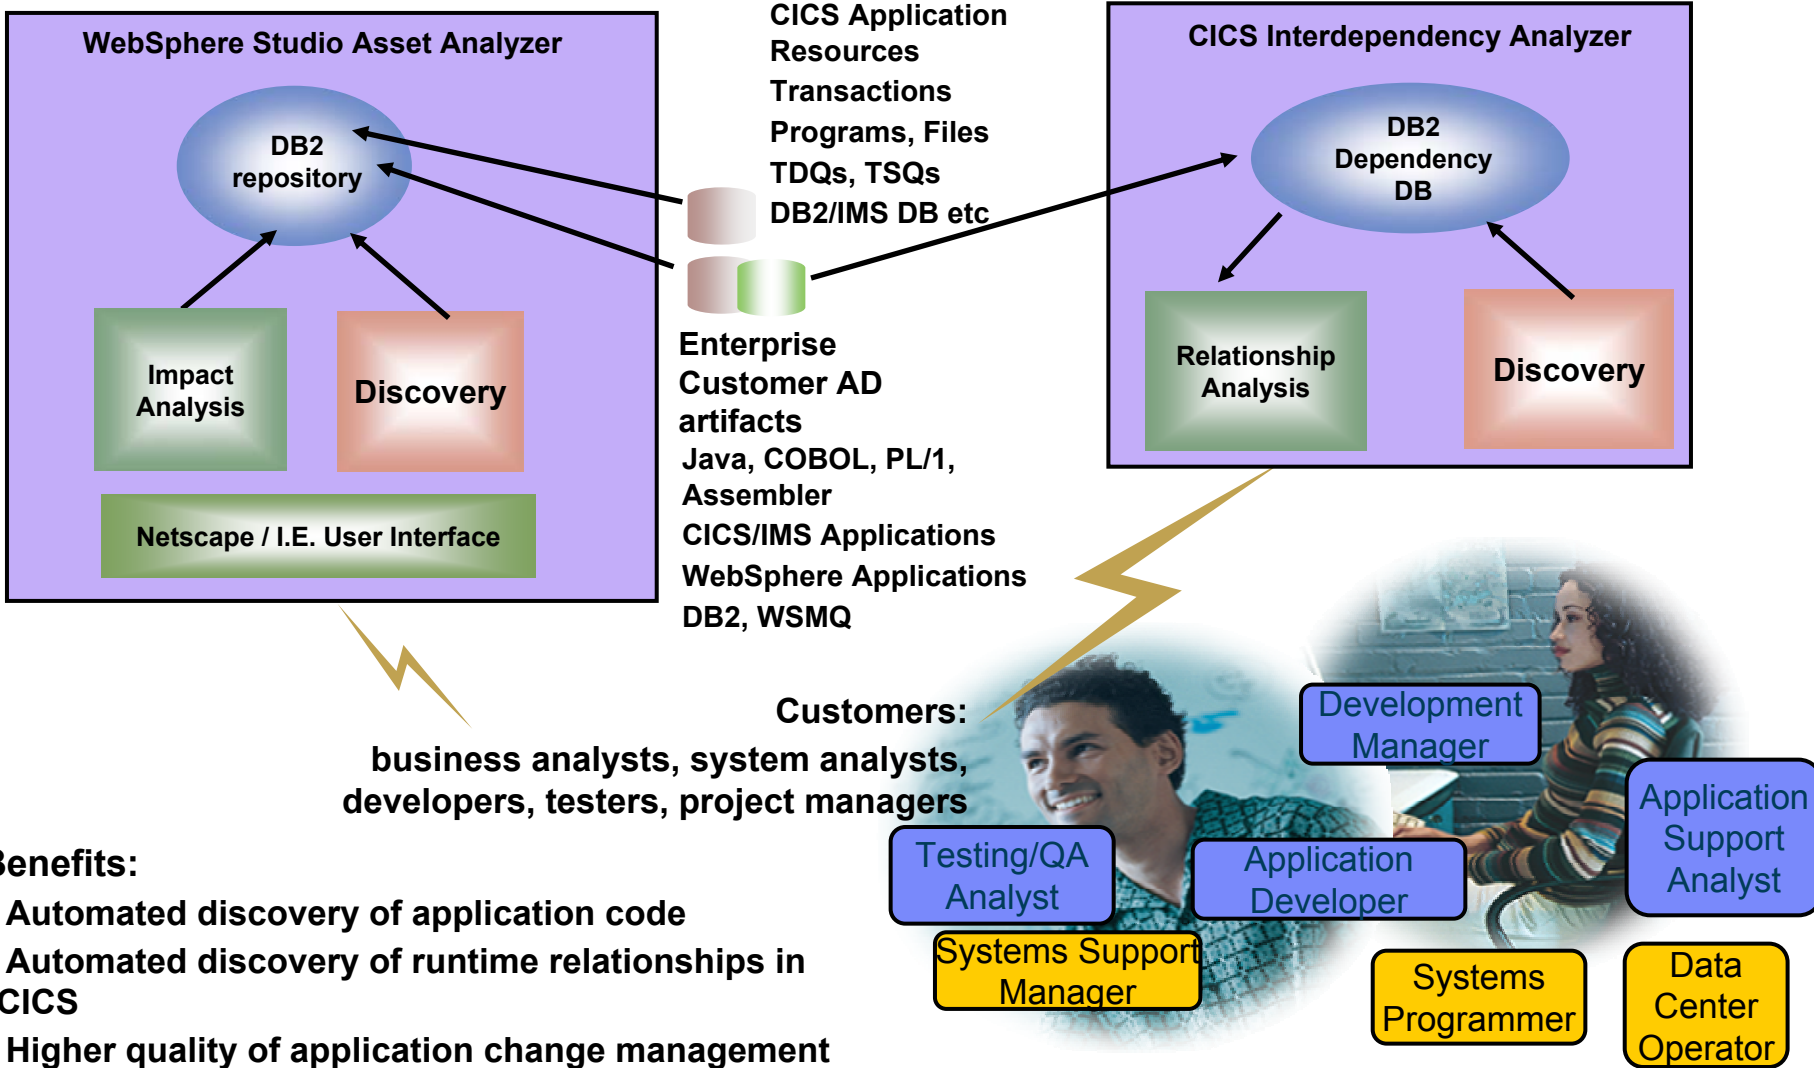 WebSphere Studio Asset Analyzer
DB2
repository
Impact
Analysis
Discovery
Netscape / I.E. User Interface
CICS Application
Resources
Transactions
Programs, Files
TDQs, TSQs
DB2/IMS DB etc
Enterprise
Customer AD
artifacts
Java, COBOL, PL/1,
Assembler
CICS/IMS Applications
WebSphere Applications
DB2, WSMQ
CICS Interdependency Analyzer
DB2
Dependency
DB
Relationship
Analysis
Discovery
Customers:
business analysts, system analysts,
developers, testers, project managers
Development
Manager
Application
Support
Analyst
Testing/QA
Analyst
Application
Developer
Systems Support
Manager
Systems
Programmer
Data
Center
Operator
Benefits:
Automated discovery of application code
Automated discovery of runtime relationships in
CICS
Higher quality of application change management